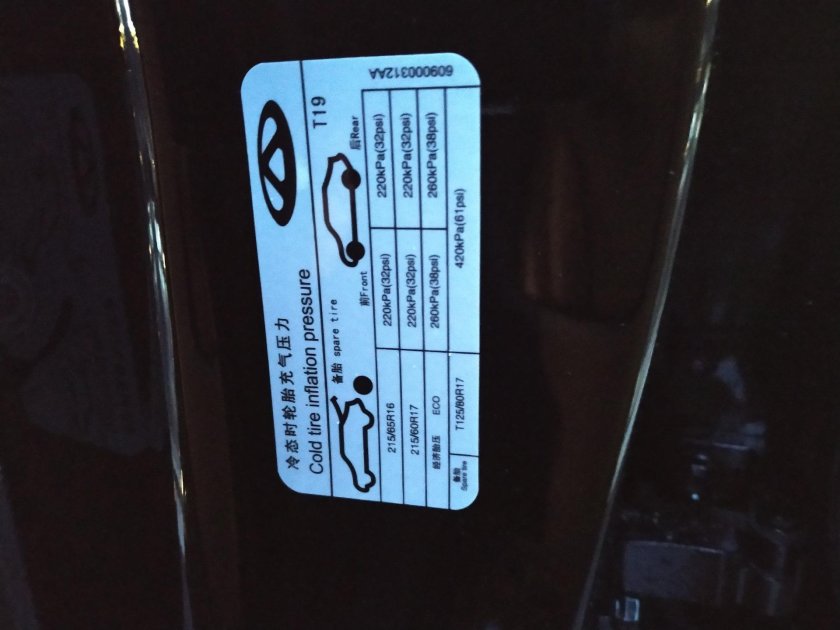 冷态时轮胎充气压力
Cold tire inflation pressure T19
备胎 spare tire 前Front 后Rear
215/65R16 220kPa(32psi) 220kPa(32psi)
215/60R17 220kPa(32psi) 220kPa(32psi)
经济胎压 ECO 260kPa(38psi) 260kPa(38psi)
备胎 Spare tire T125/80R17 420kPa(61psi)
609000312AA